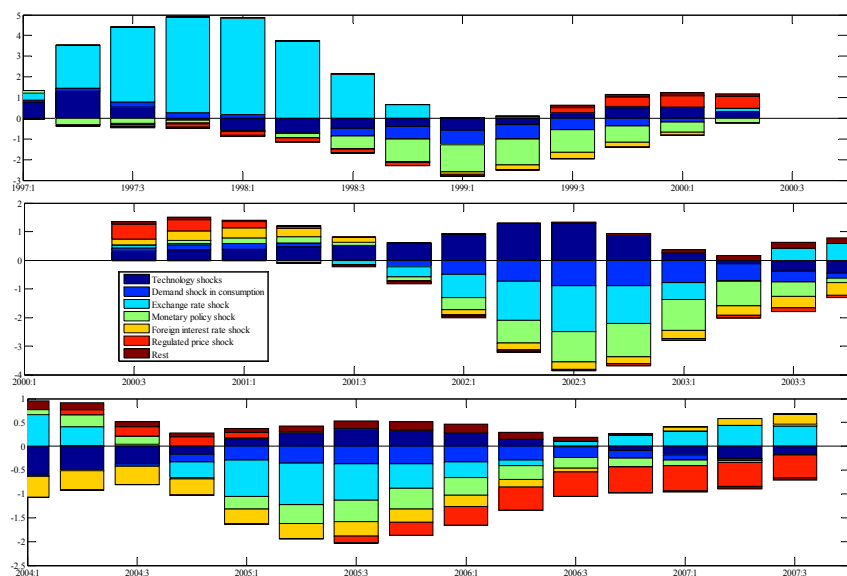 5
4
3
2
1
0
-1
-2
-3
1997:1 1997:3 1998:1 1998:3 1999:1 1999:3 2000:1 2000:3
2
1
0
-1
-2
-3
-4
Technology shocks
Demand shock in consumption
Exchange rate shock
Monetary policy shock
Foreign interest rate shock
Regulated price shock
Rest
2000:1 2000:3 2001:1 2001:3 2002:1 2002:3 2003:1 2003:3
1
0.5
0
-0.5
-1
-1.5
-2
-2.5
2004:1 2004:3 2005:1 2005:3 2006:1 2006:3 2007:1 2007:3